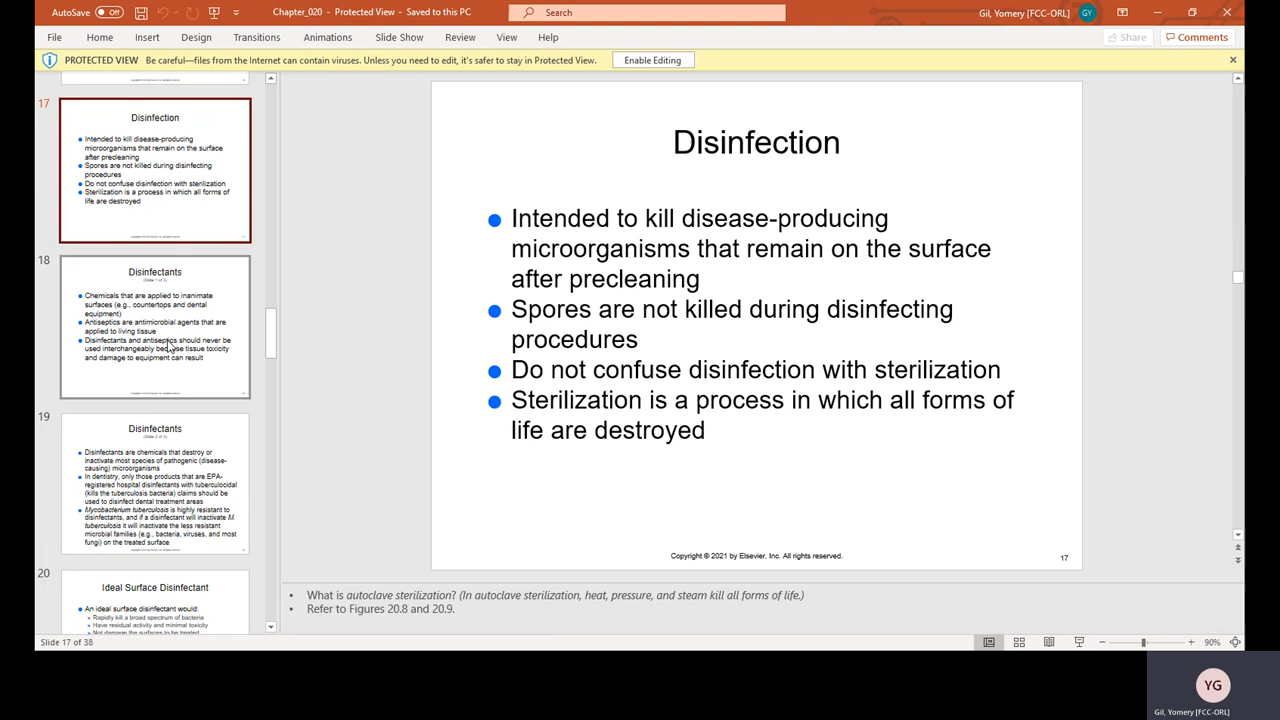 AutoSave Off Chapter_020 - Protected View - Saved to this PC Search Gil, Yomery [FCC-ORL] GY
File Home Insert Design Transitions Animations Slide Show Review View Help Share Comments
PROTECTED VIEW Be careful—files from the Internet can contain viruses. Unless you need to edit, it's safer to stay in Protected View. Enable Editing
17
Disinfection
Intended to kill disease-producing
microorganisms that remain on the surface
after precleaning
Spores are not killed during disinfecting
procedures
Do not confuse disinfection with sterilization
Sterilization is a process in which all forms of
life are destroyed
18
Disinfectants
(Slide 1 of 2)
Chemicals that are applied to inanimate
surfaces (e.g., countertops and dental
equipment)
Antiseptics are antimicrobial agents that are
applied to living tissue
Disinfectants and antiseptics should never be
used interchangeably because tissue toxicity
and damage to equipment can result
19
Disinfectants
(Slide 2 of 2)
Disinfectants are chemicals that destroy or
inactivate most species of pathogenic (disease-
causing) microorganisms
In dentistry, only those products that are EPA-
registered hospital disinfectants with tuberculocidal
(kills the tuberculosis bacteria) claims should be
used to disinfect dental treatment areas
Mycobacterium tuberculosis is highly resistant to
disinfectants, and if a disinfectant will inactivate M.
tuberculosis it will inactivate the less resistant
microbial families (e.g., bacteria, viruses, and most
fungi) on the treated surface
20
Ideal Surface Disinfectant
An ideal surface disinfectant would:
Rapidly kill a broad spectrum of bacteria
Have residual activity and minimal toxicity
Not damage the surfaces to be treated
Disinfection
Intended to kill disease-producing
microorganisms that remain on the surface
after precleaning
Spores are not killed during disinfecting
procedures
Do not confuse disinfection with sterilization
Sterilization is a process in which all forms of
life are destroyed
Copyright © 2021 by Elsevier, Inc. All rights reserved. 17
What is autoclave sterilization? (In autoclave sterilization, heat, pressure, and steam kill all forms of life.)
Refer to Figures 20.8 and 20.9.
Slide 17 of 38 90%
YG
Gil, Yomery [FCC-ORL]